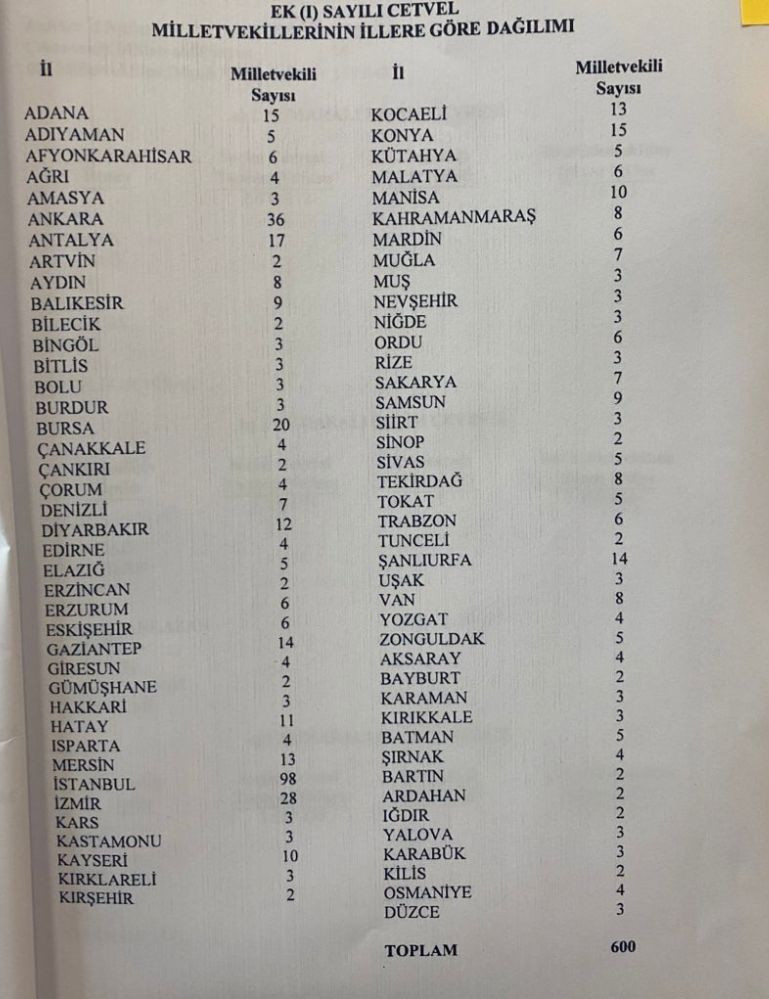 EK (I) SAYILI CETVEL
MİLLETVEKİLLERİNİN İLLERE GÖRE DAĞILIMI
İl Milletvekili Sayısı İl Milletvekili Sayısı
ADANA 15 KOCAELİ 13
ADIYAMAN 5 KONYA 15
AFYONKARAHİSAR 6 KÜTAHYA 5
AĞRI 4 MALATYA 6
AMASYA 3 MANİSA 10
ANKARA 36 KAHRAMANMARAŞ 8
ANTALYA 17 MARDİN 6
ARTVİN 2 MUĞLA 7
AYDIN 8 MUŞ 3
BALIKESİR 9 NEVŞEHİR 3
BİLECİK 2 NİĞDE 3
BİNGÖL 3 ORDU 6
BİTLİS 3 RİZE 3
BOLU 3 SAKARYA 7
BURDUR 3 SAMSUN 9
BURSA 20 SİİRT 3
ÇANAKKALE 4 SİNOP 2
ÇANKIRI 2 SİVAS 5
ÇORUM 4 TEKİRDAĞ 8
DENİZLİ 7 TOKAT 5
DİYARBAKIR 12 TRABZON 6
EDİRNE 4 TUNCELİ 2
ELAZIĞ 5 ŞANLIURFA 14
ERZİNCAN 2 UŞAK 3
ERZURUM 6 VAN 8
ESKİŞEHİR 6 YOZGAT 4
GAZİANTEP 14 ZONGULDAK 5
GİRESUN 4 AKSARAY 4
GÜMÜŞHANE 2 BAYBURT 2
HAKKARİ 3 KARAMAN 3
HATAY 11 KIRIKKALE 3
ISPARTA 4 BATMAN 5
MERSİN 13 ŞIRNAK 4
İSTANBUL 98 BARTIN 2
İZMİR 28 ARDAHAN 2
KARS 3 IĞDIR 2
KASTAMONU 3 YALOVA 3
KAYSERİ 10 KARABÜK 3
KIRKLARELİ 3 KİLİS 2
KIRŞEHİR 2 OSMANİYE 4
DÜZCE 3
TOPLAM 600